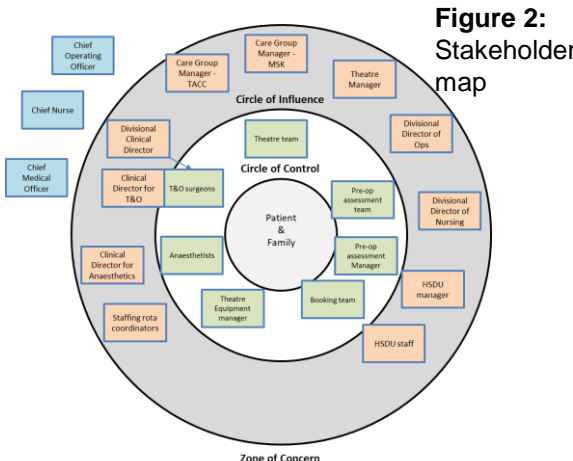 Figure 2:
Stakeholder
map
Chief
Operating
Officer
Chief Nurse
Chief
Medical
Officer
Care Group
Manager -
TACC
Care Group
Manager -
MSK
Theatre
Manager
Circle of Influence
Divisional
Clinical
Director
Theatre team
Divisional
Director of
Ops
Circle of Control
Clinical
Director for
T&O
T&O surgeons
Pre-op
assessment
team
Divisional
Director of
Nursing
Patient
&
Family
Clinical
Director for
Anaesthetics
Anaesthetists
Pre-op
assessment
Manager
HSDU
manager
Staffing rota
coordinators
Theatre
Equipment
manager
Booking team
HSDU staff
Zone of Concern